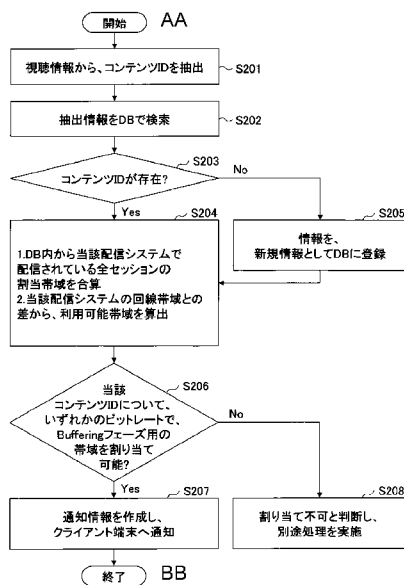 開始
AA
視聴情報から、コンテンツIDを抽出
S201
抽出情報をDBで検索
S202
S203
コンテンツIDが存在?
No
Yes
S204
S205
1.DB内から当該配信システムで
配信されている全セッションの
割当帯域を合算
2.当該配信システムの回線帯域との
差から、利用可能帯域を算出
情報を、
新規情報としてDBに登録
S206
当該
コンテンツIDについて、
いずれかのビットレートで、
Bufferingフェーズ用の
帯域を割り当て
可能?
No
Yes
S207
S208
通知情報を作成し、
クライアント端末へ通知
割り当て不可と判断し、
別途処理を実施
終了
BB